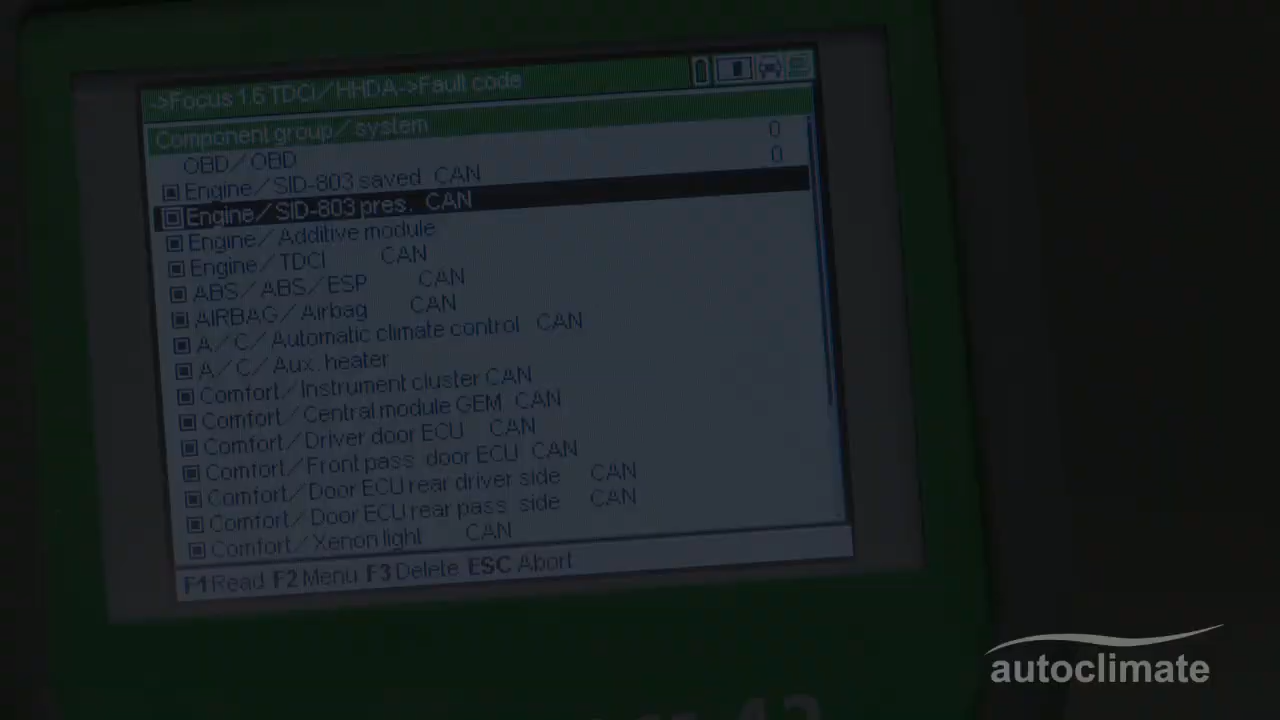 ->Focus 1.6 TDCi/HHDA->Fault code
Component group/system
OBD/OBD 0
Engine/SID-803 saved CAN 0
Engine/SID-803 pres. CAN
Engine/Additive module
Engine/TDCI CAN
ABS/ABS/ESP CAN
AIRBAG/Airbag CAN
A/C/Automatic climate control CAN
A/C/Aux. heater
Comfort/Instrument cluster CAN
Comfort/Central module GEM CAN
Comfort/Driver door ECU CAN
Comfort/Front pass. door ECU CAN
Comfort/Door ECU rear driver side CAN
Comfort/Door ECU rear pass. side CAN
Comfort/Xenon light CAN
F1 Read F2 Menu F3 Delete ESC Abort
autoclimate